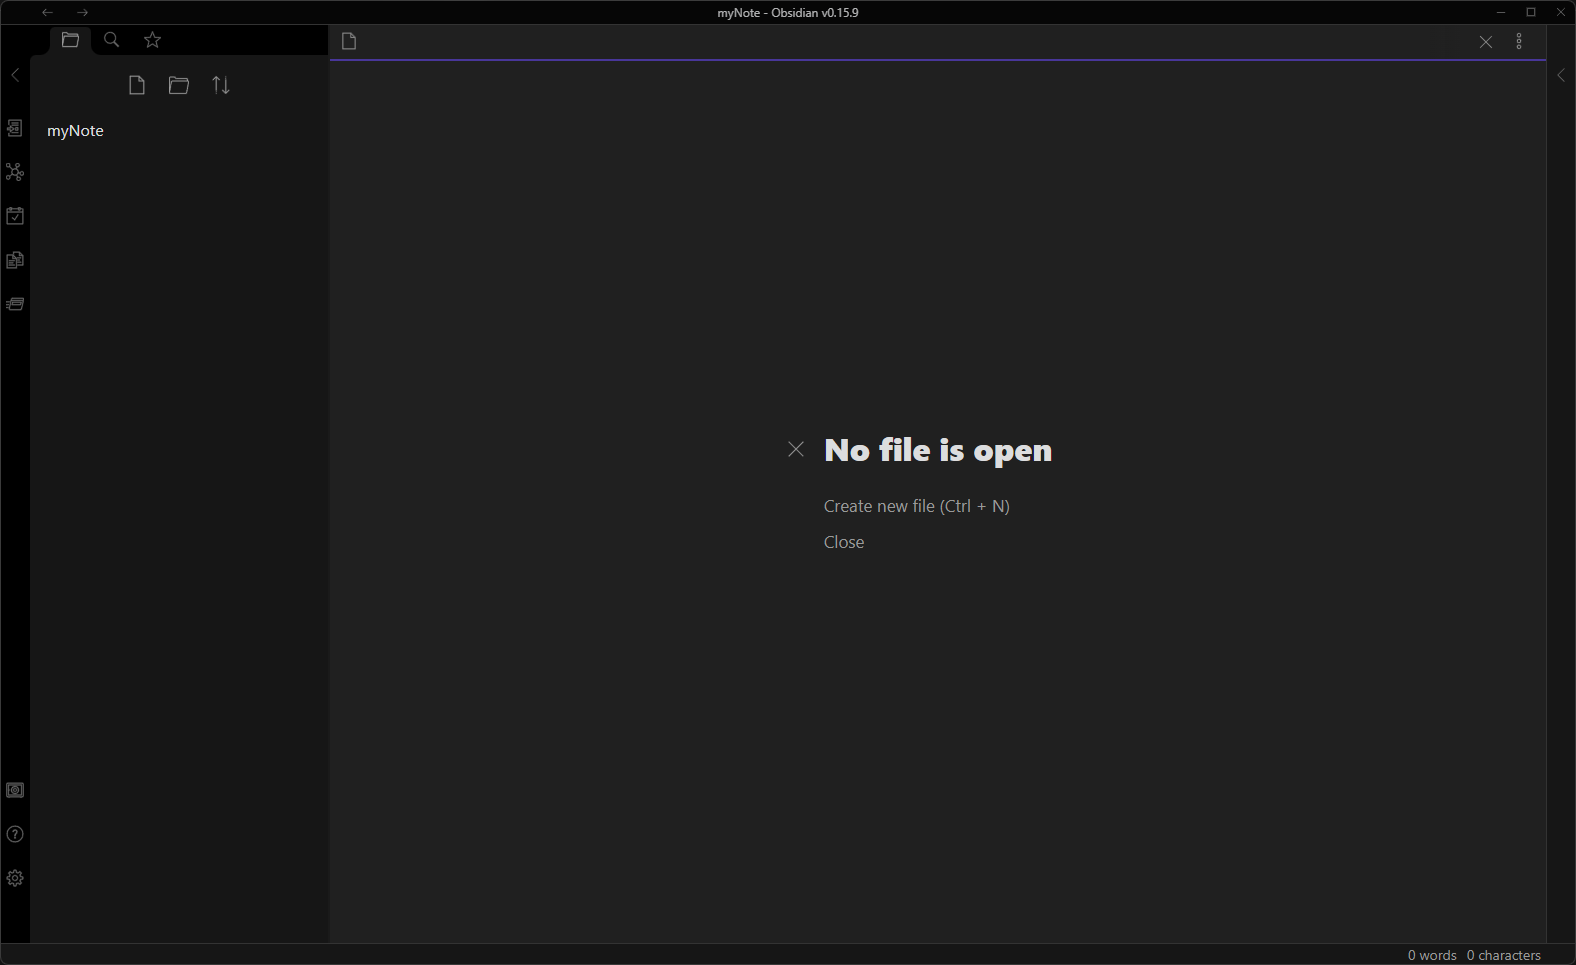 myNote - Obsidian v0.15.9
myNote
No file is open
Create new file (Ctrl + N)
Close
0 words 0 characters